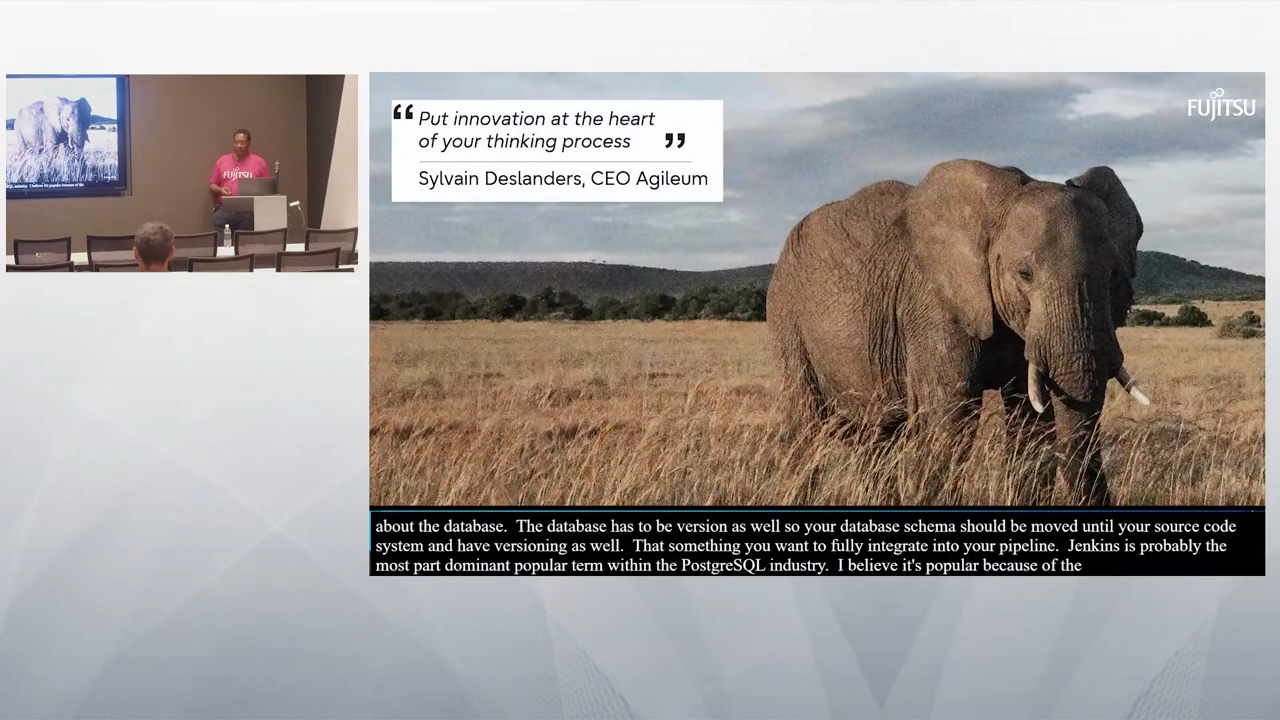 “ Put innovation at the heart
of your thinking process ”
Sylvain Deslanders, CEO Agileum
FUJITSU
FUJITSU
about the database.  The database has to be version as well so your database schema should be moved until your source code
system and have versioning as well.  That something you want to fully integrate into your pipeline.  Jenkins is probably the
most part dominant popular term within the PostgreSQL industry.  I believe it's popular because of the